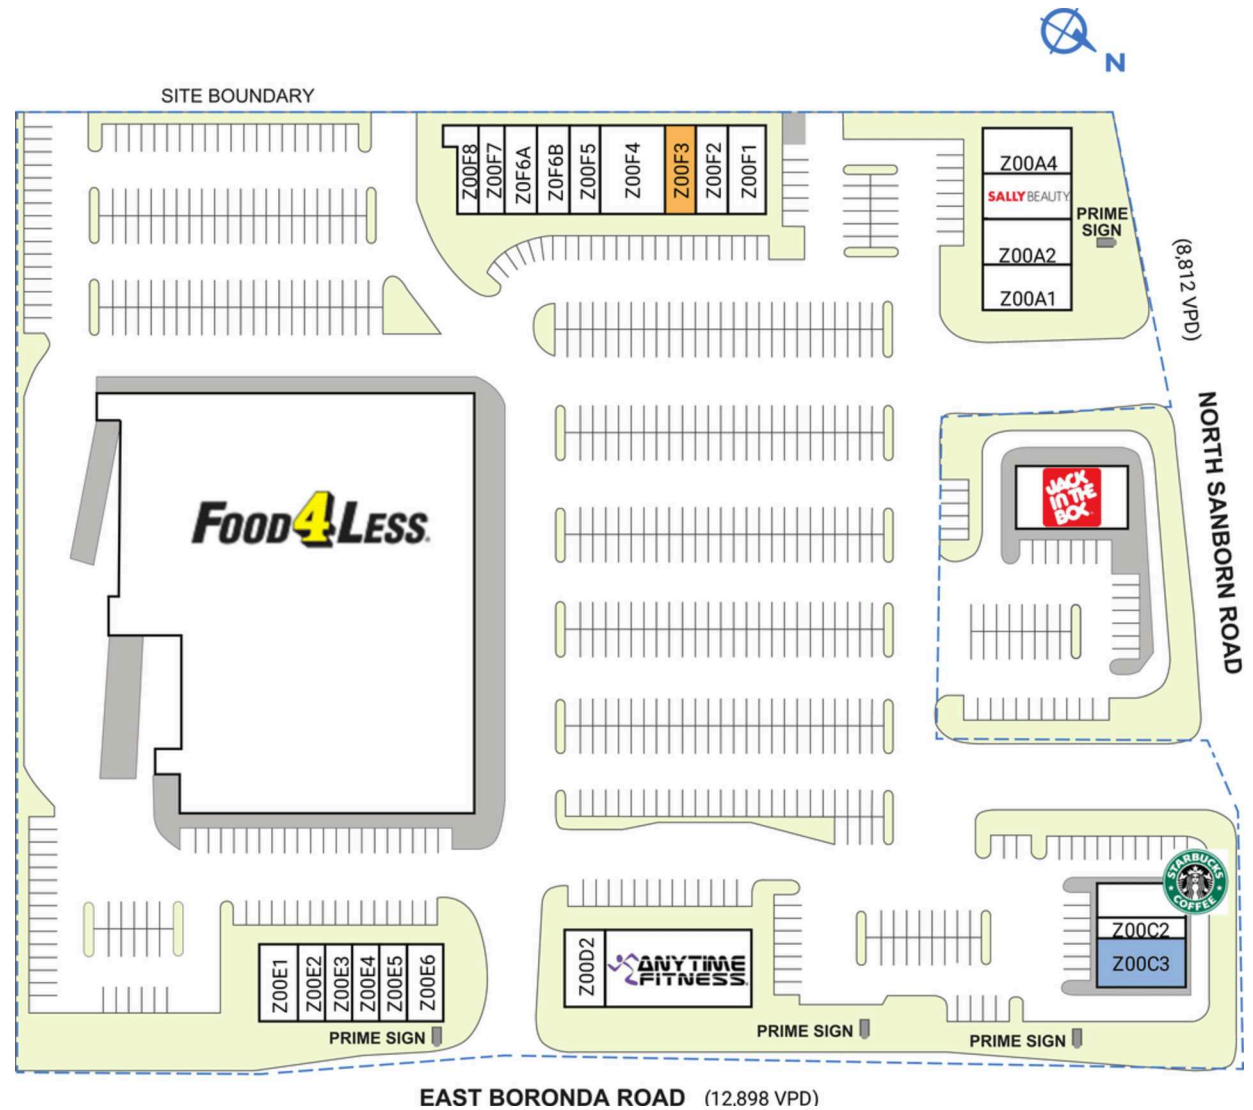 N
SITE BOUNDARY
Z00F8
Z00F7
Z0F6A
Z0F6B
Z00F5
Z00F4
Z00F3
Z00F2
Z00F1
Z00A4
SALLY BEAUTY
Z00A2
Z00A1
PRIME
SIGN
(8,812 VPD)
NORTH SANBORN ROAD
FOOD4LESS.
JACK
IN THE
BOX
STARBUCKS
COFFEE
Z00C2
Z00C3
Z00D2
ANYTIME
FITNESS.
Z00E1
Z00E2
Z00E3
Z00E4
Z00E5
Z00E6
PRIME SIGN
PRIME SIGN
PRIME SIGN
EAST BORONDA ROAD (12,898 VPD)